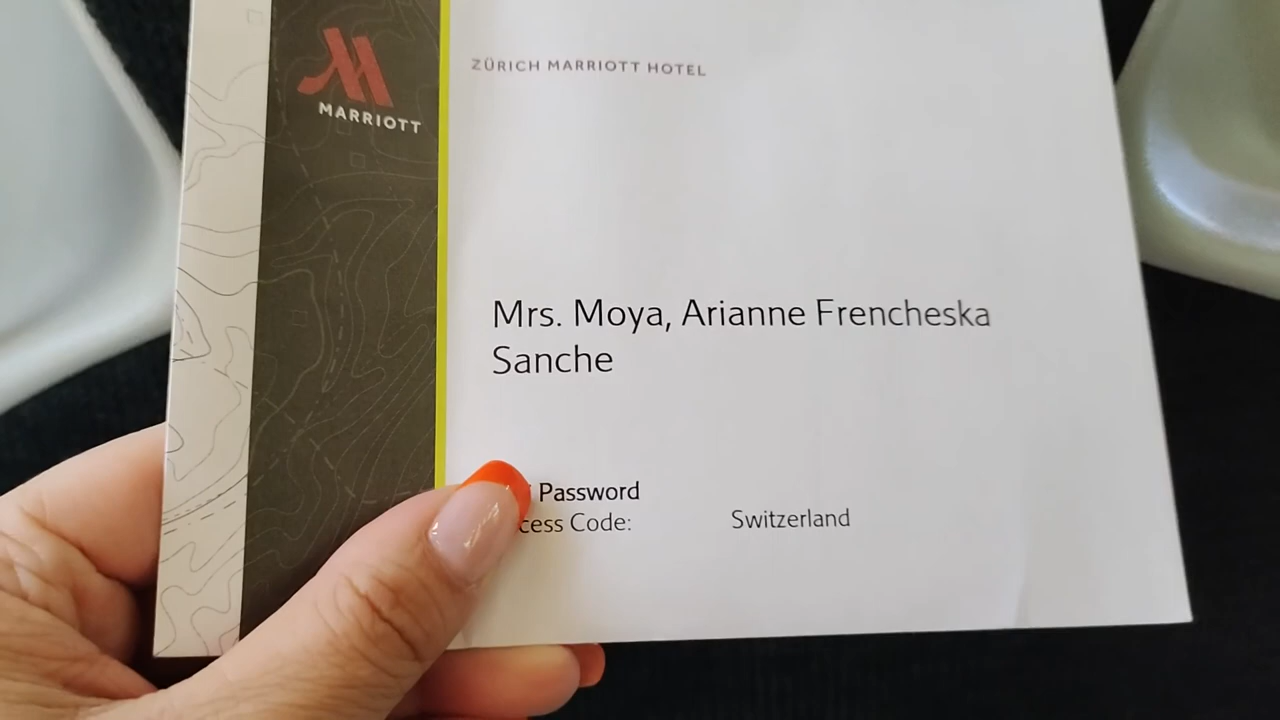 MARRIOTT
ZÜRICH MARRIOTT HOTEL
Mrs. Moya, Arianne Frencheska
Sanche
Password
cess Code: Switzerland